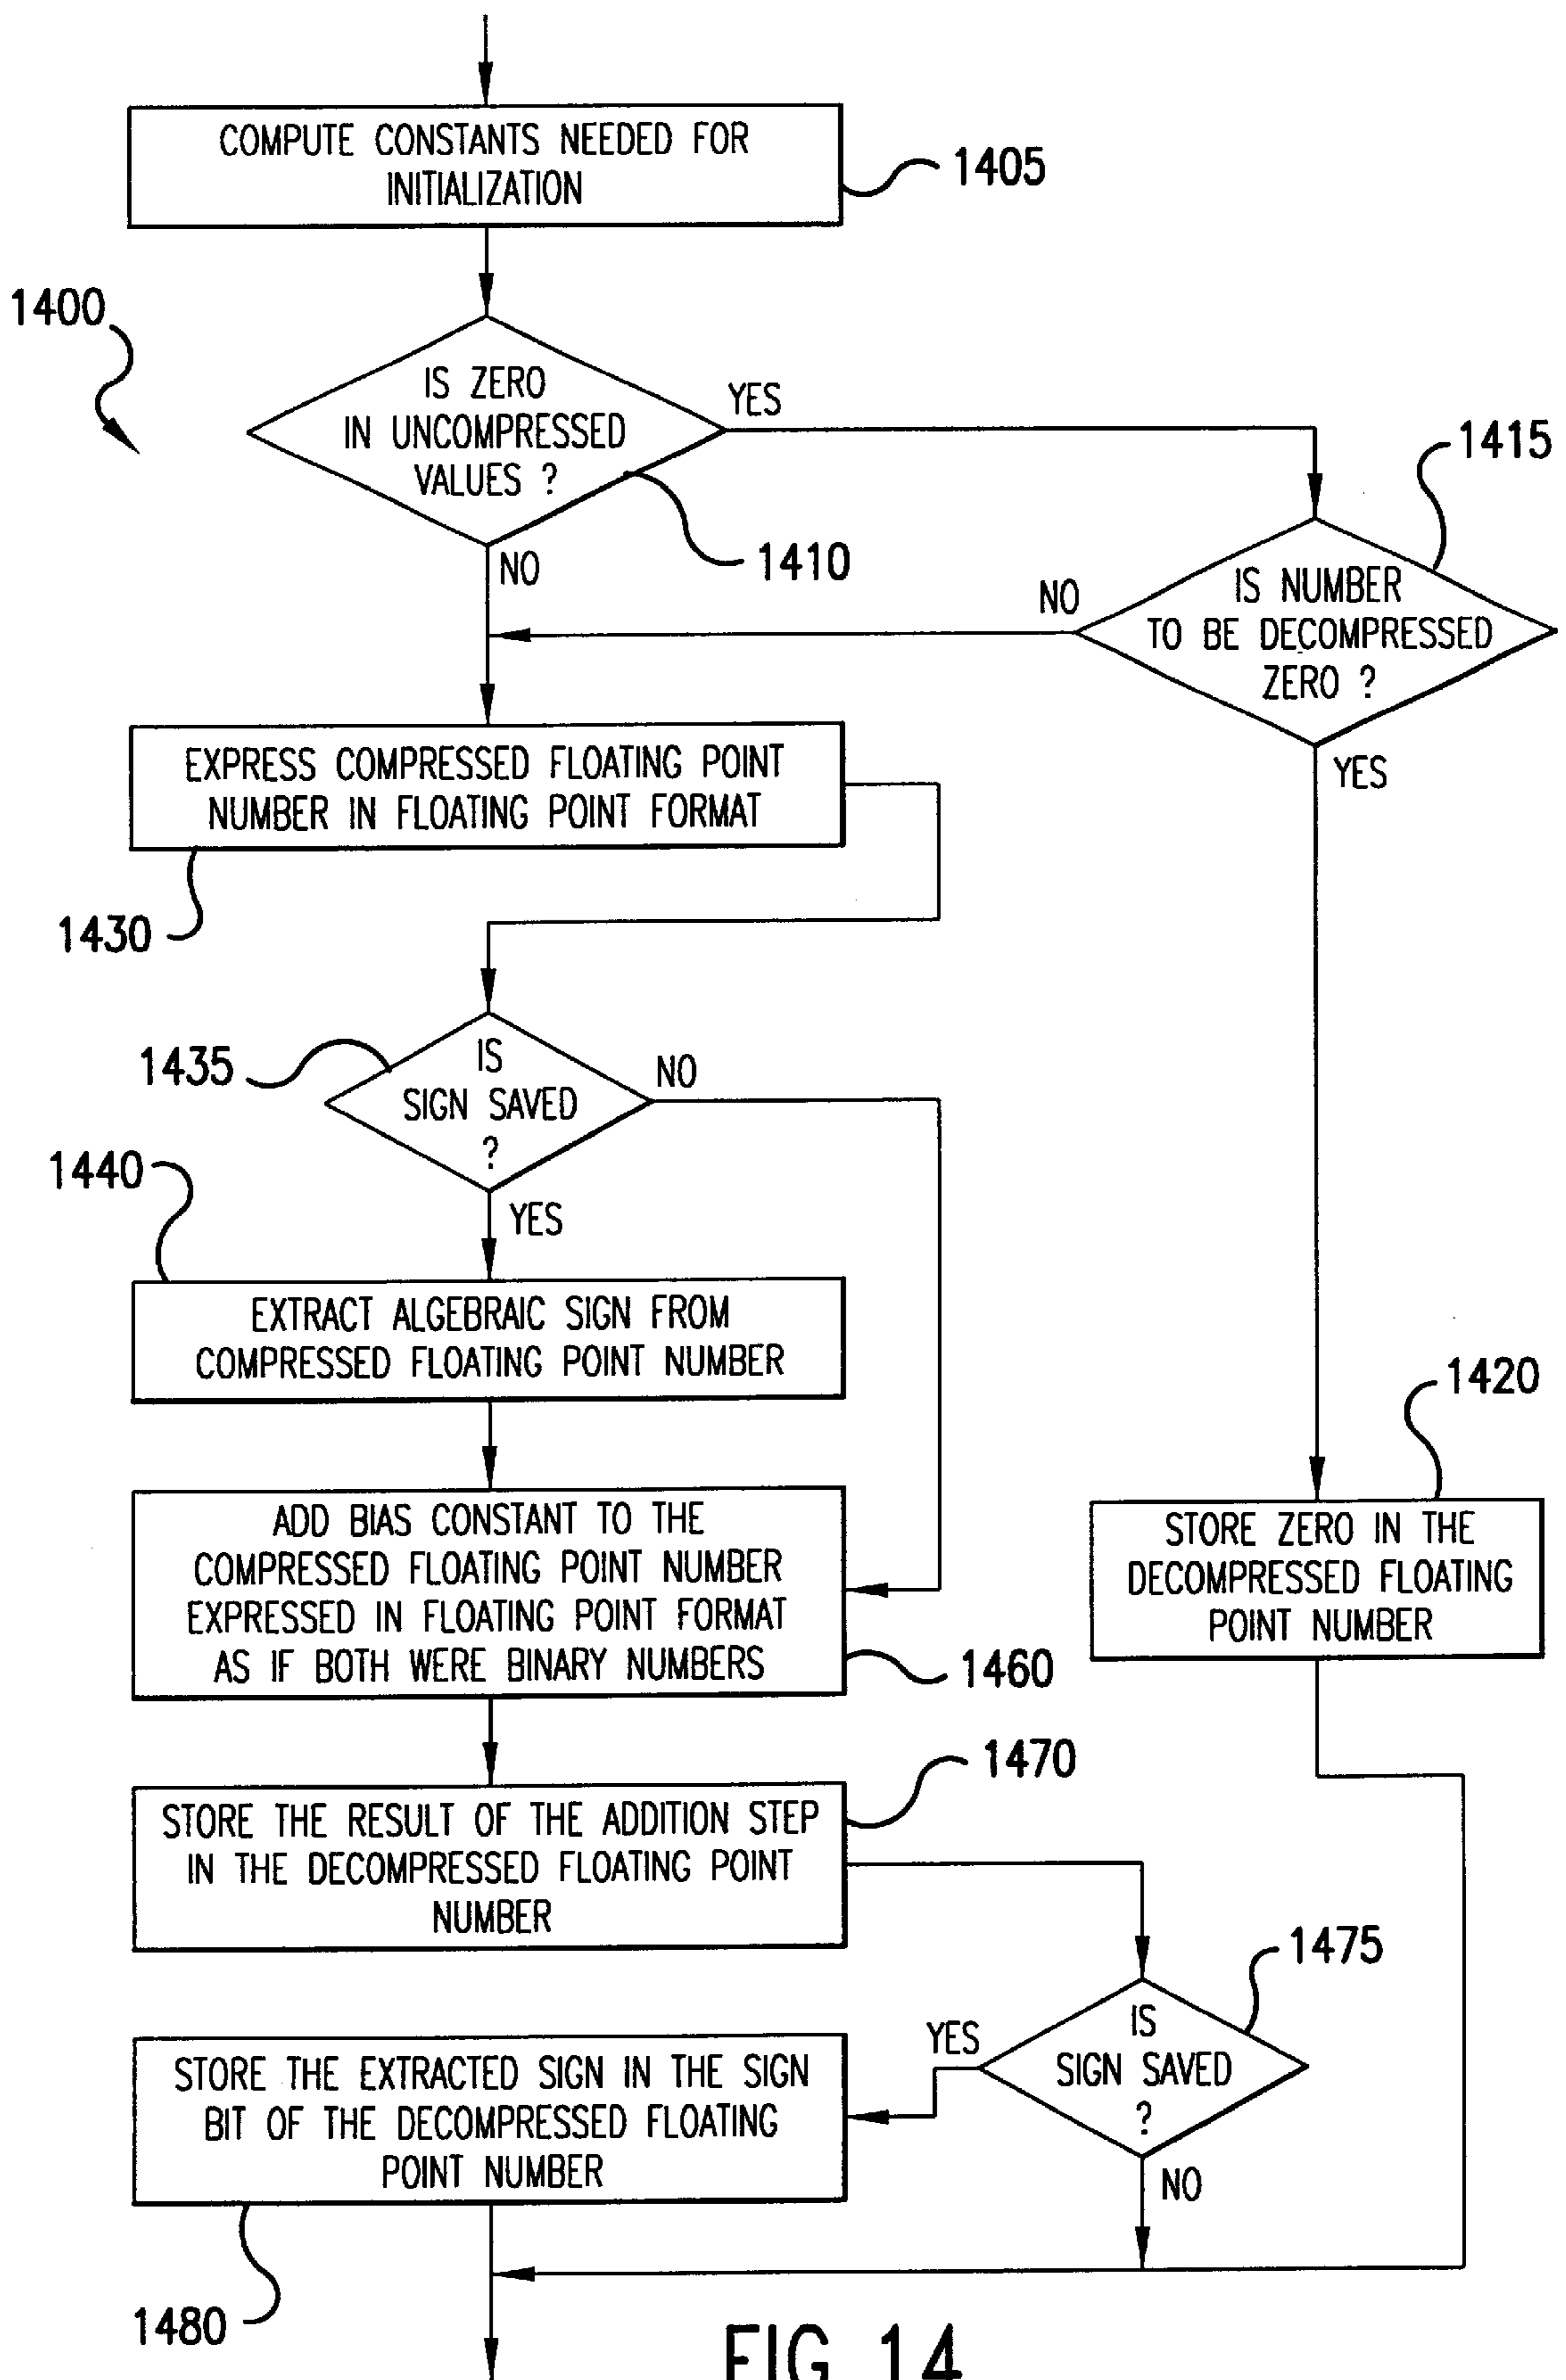 COMPUTE CONSTANTS NEEDED FOR
INITIALIZATION
1405
1400
IS ZERO
IN UNCOMPRESSED
VALUES ?
YES
1410
NO
1415
IS NUMBER
TO BE DECOMPRESSED
ZERO ?
NO
YES
EXPRESS COMPRESSED FLOATING POINT
NUMBER IN FLOATING POINT FORMAT
1430
1435
IS
SIGN SAVED
?
NO
YES
1440
EXTRACT ALGEBRAIC SIGN FROM
COMPRESSED FLOATING POINT NUMBER
1420
STORE ZERO IN THE
DECOMPRESSED FLOATING
POINT NUMBER
ADD BIAS CONSTANT TO THE
COMPRESSED FLOATING POINT NUMBER
EXPRESSED IN FLOATING POINT FORMAT
AS IF BOTH WERE BINARY NUMBERS
1460
1470
STORE THE RESULT OF THE ADDITION STEP
IN THE DECOMPRESSED FLOATING POINT
NUMBER
1475
IS
SIGN SAVED
?
YES
NO
STORE THE EXTRACTED SIGN IN THE SIGN
BIT OF THE DECOMPRESSED FLOATING
POINT NUMBER
1480
FIG. 14